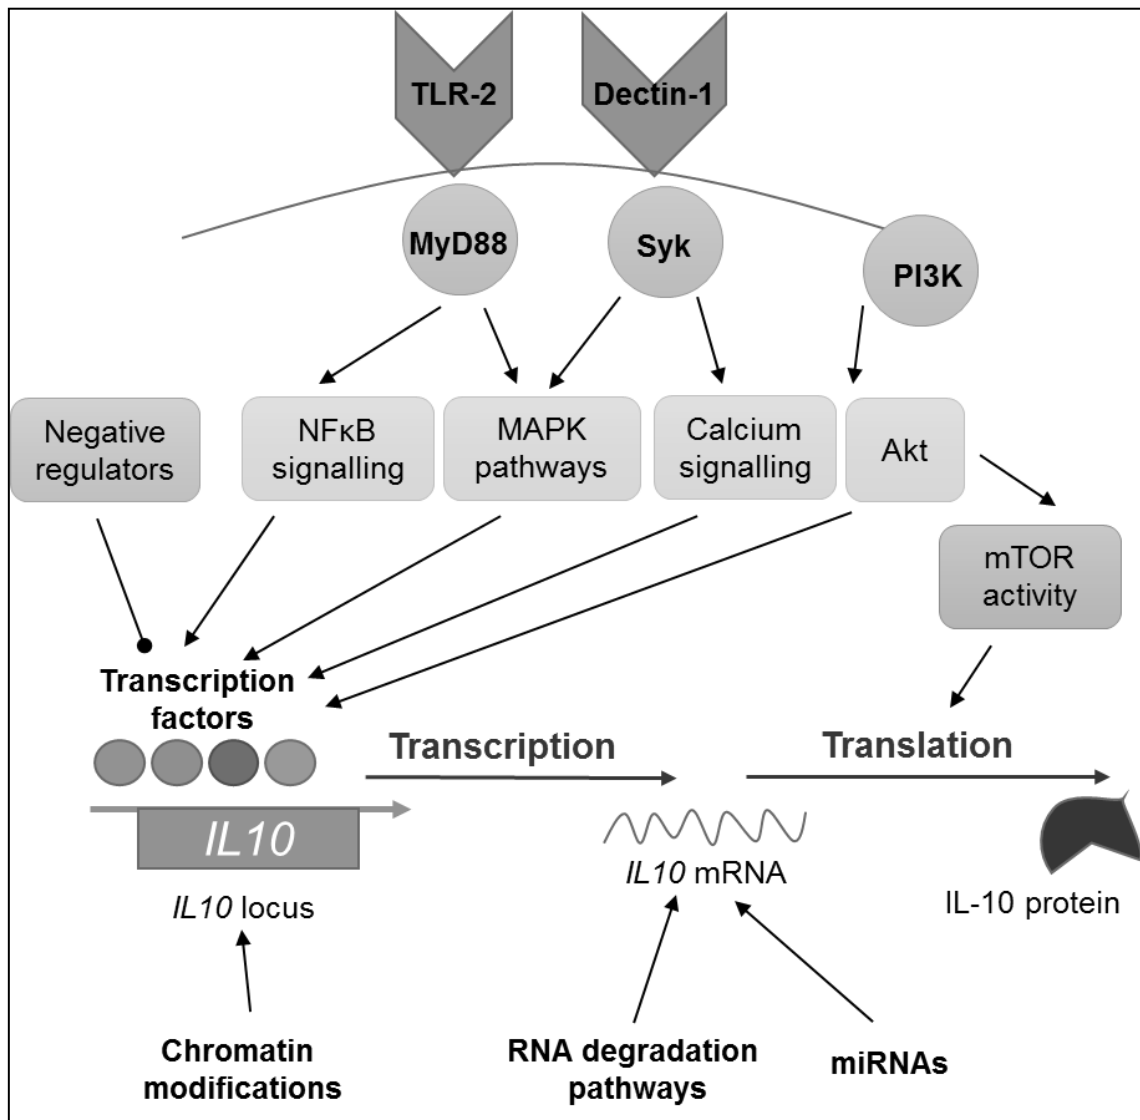 TLR-2
Dectin-1
MyD88
Syk
PI3K
Negative
regulators
NFκB
signalling
MAPK
pathways
Calcium
signalling
Akt
mTOR
activity
Transcription
factors
Transcription
Translation
IL10
IL10 locus
IL10 mRNA
IL-10 protein
Chromatin
modifications
RNA degradation
pathways
miRNAs